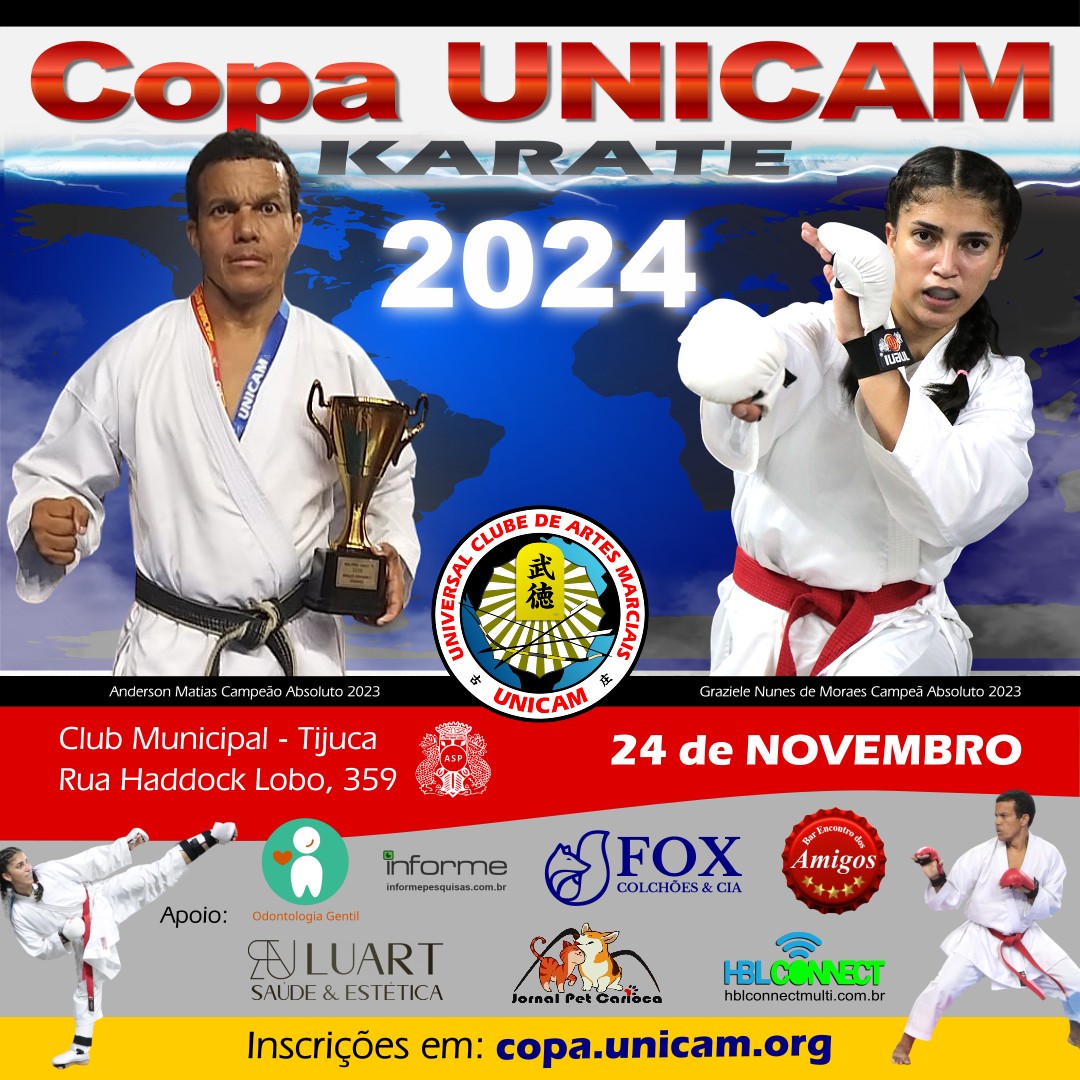 Copa UNICAM
KARATE
2024
UNICAM
UNIVERSAL CLUBE DE ARTES MARCIAIS
武
徳
UNICAM
Anderson Matias Campeão Absoluto 2023
Graziele Nunes de Moraes Campeã Absoluto 2023
Club Municipal - Tijuca
Rua Haddock Lobo, 359
ASP
24 de NOVEMBRO
Apoio:
Odontologia Gentil
informe
informepesquisas.com.br
FOX
COLCHÕES & CIA
Bar Encontro dos
Amigos
LUART
SAÚDE & ESTÉTICA
Jornal Pet Carioca
HBLCONNECT
hblconnectmulti.com.br
Inscrições em: copa.unicam.org